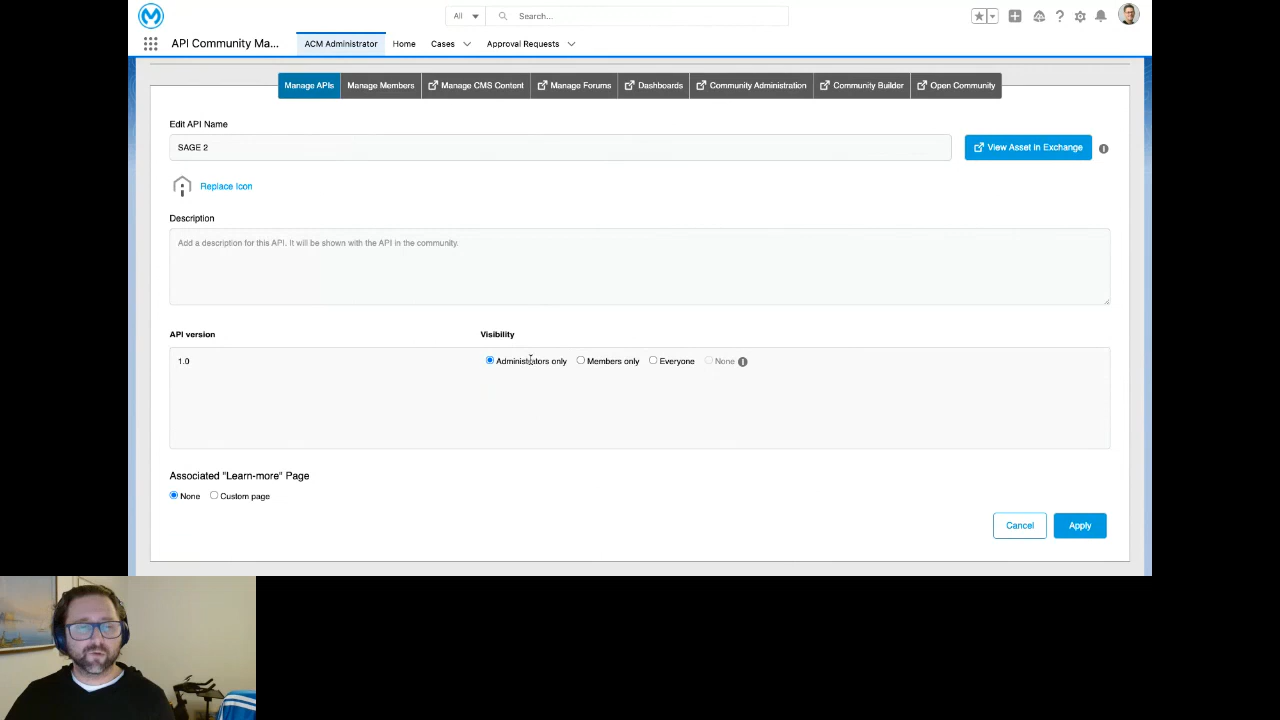 All
Search...
API Community Ma...
ACM Administrator
Home
Cases
Approval Requests
Manage APIs
Manage Members
Manage CMS Content
Manage Forums
Dashboards
Community Administration
Community Builder
Open Community
Edit API Name
SAGE 2
View Asset in Exchange
Replace Icon
Description
Add a description for this API. It will be shown with the API in the community.
API version
Visibility
1.0
Administrators only
Members only
Everyone
None
Associated "Learn-more" Page
None
Custom page
Cancel
Apply